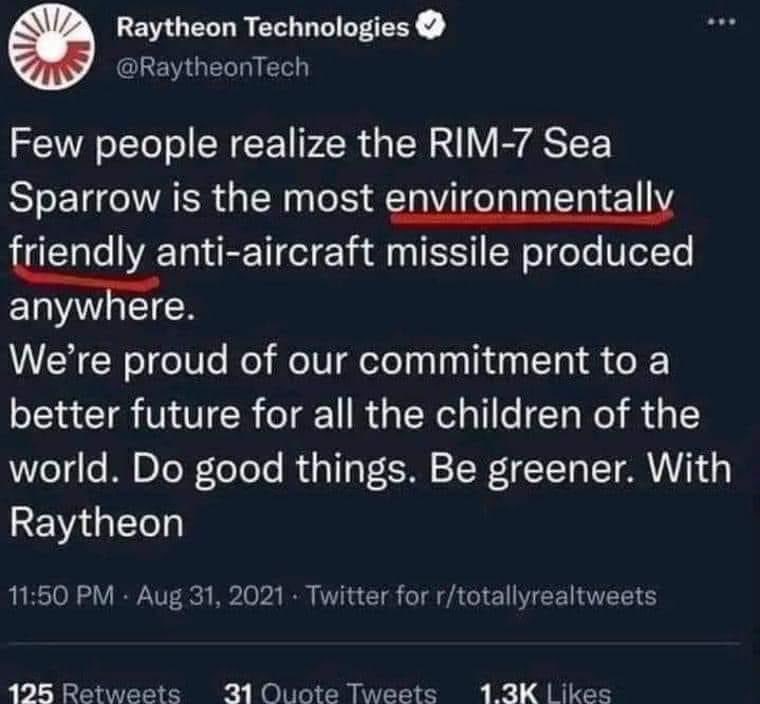 Raytheon Technologies
@RaytheonTech
Few people realize the RIM-7 Sea
Sparrow is the most environmentally
friendly anti-aircraft missile produced
anywhere.
We're proud of our commitment to a
better future for all the children of the
world. Do good things. Be greener. With
Raytheon
11:50 PM · Aug 31, 2021 · Twitter for r/totallyrealtweets
125 Retweets 31 Quote Tweets 1.3K Likes